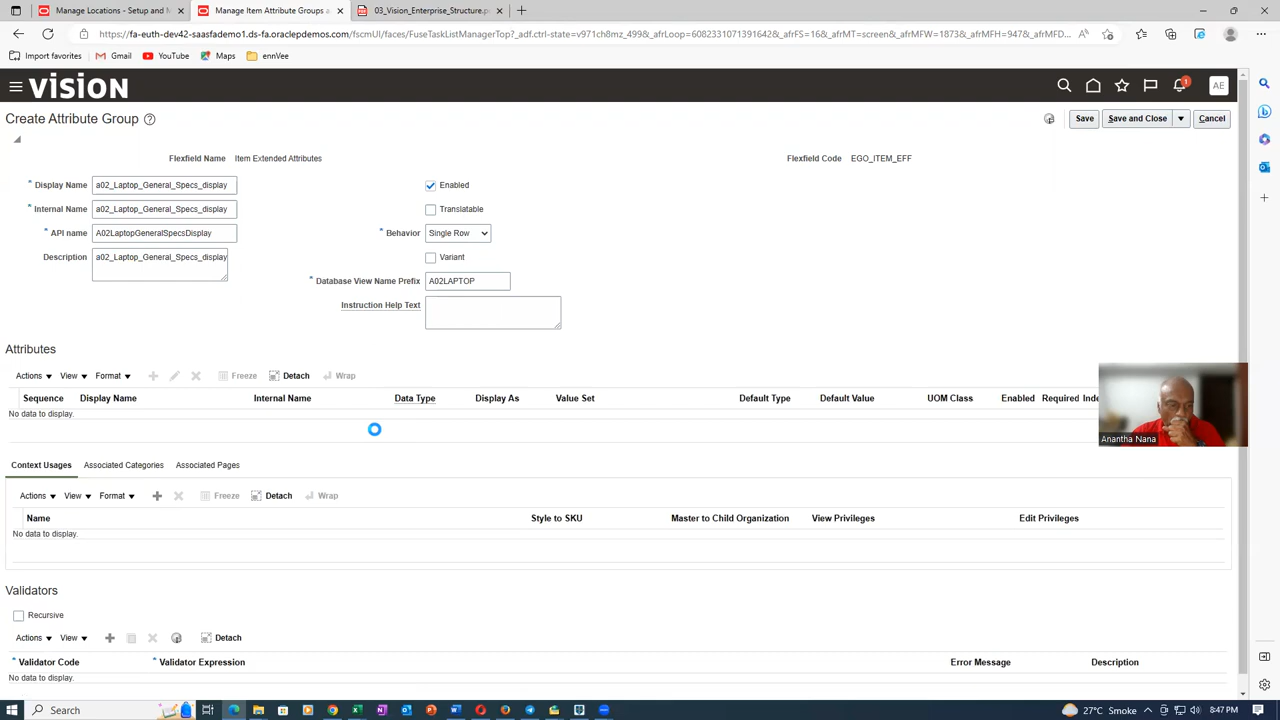 Manage Locations - Setup and M
Manage Item Attribute Groups a
03_Vision_Enterprise_Structure.p
https://fa-euth-dev42-saasfademo1.ds-fa.oraclepdemos.com/fscmUI/faces/FuseTaskListManagerTop?_adf.ctrl-state=v971ch8mz_499&_afrLoop=60823310713916​42&_afrFS=16&_afrMT=screen&_afrMFW=1873&_afrMFH=947&_afrMFD...
Import favorites Gmail YouTube Maps ennVee
VISION
1 AE
Create Attribute Group
Save Save and Close Cancel
Flexfield Name Item Extended Attributes Flexfield Code EGO_ITEM_EFF
* Display Name a02_Laptop_General_Specs_display Enabled
* Internal Name a02_Laptop_General_Specs_display Translatable
* API name A02LaptopGeneralSpecsDisplay * Behavior Single Row
Description a02_Laptop_General_Specs_display Variant
* Database View Name Prefix A02LAPTOP
Instruction Help Text
Attributes
Actions View Format Freeze Detach Wrap
Sequence Display Name Internal Name Data Type Display As Value Set Default Type Default Value UOM Class Enabled Required Inde
No data to display.
Anantha Nana
Context Usages Associated Categories Associated Pages
Actions View Format Freeze Detach Wrap
Name Style to SKU Master to Child Organization View Privileges Edit Privileges
No data to display.
Validators
Recursive
Actions View Detach
* Validator Code * Validator Expression Error Message Description
No data to display.
Search 27°C Smoke ENG 8:47 PM